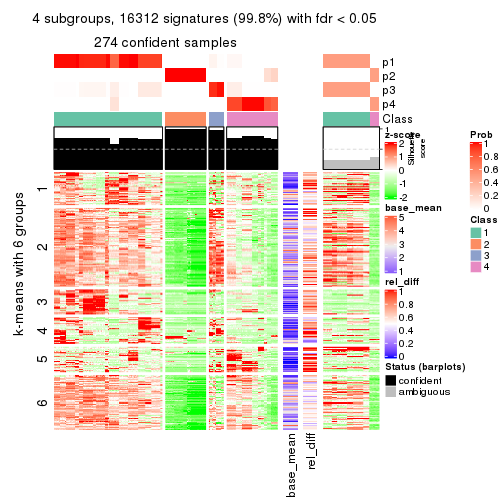 4 subgroups, 16312 signatures (99.8%) with fdr < 0.05
274 confident samples
p1
p2
p3
p4
Class
1
Silhouette
score
k-means with 6 groups
1
2
3
4
5
6
base_mean
rel_diff
z-score
2
1
0
-1
-2
base_mean
5
4
3
2
1
rel_diff
1
0.8
0.6
0.4
0.2
0
Status (barplots)
confident
ambiguous
Prob
1
0.8
0.6
0.4
0.2
0
Class
1
2
3
4